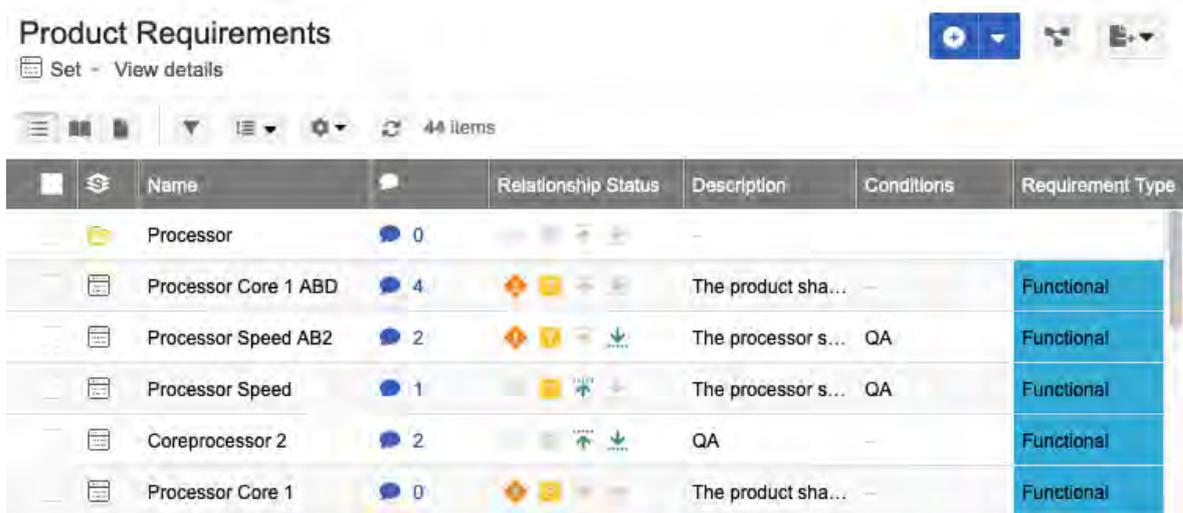 Product Requirements
Set - View details
44 items
Name Relationship Status Description Conditions Requirement Type
Processor 0 –
Processor Core 1 ABD 4 The product sha... – Functional
Processor Speed AB2 2 The processor s... QA Functional
Processor Speed 1 The processor s... QA Functional
Coreprocessor 2 2 QA – Functional
Processor Core 1 0 The product sha... – Functional